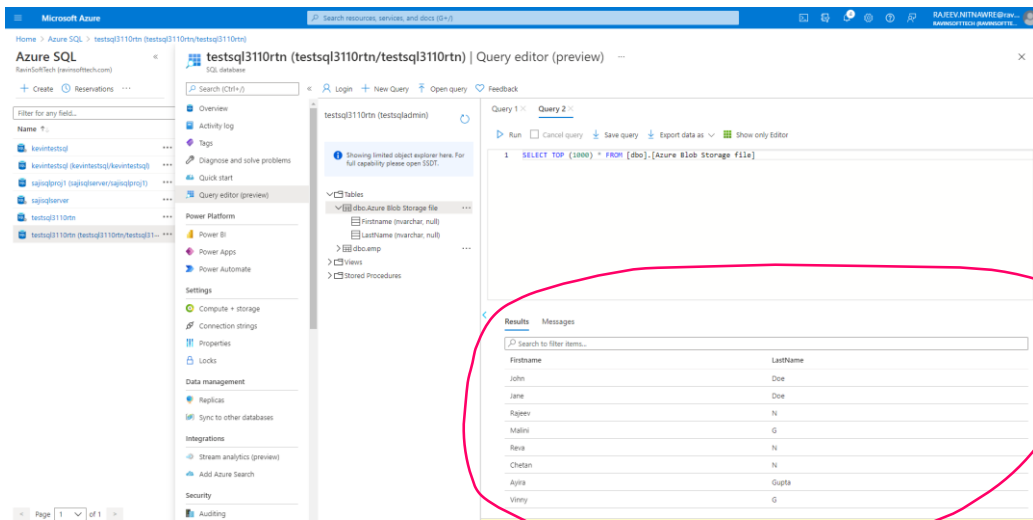 Microsoft Azure
Search resources, services, and docs (G+/)
RAJEEV.NITNAWRE@rav...
RAVINSOFTTECH (RAVINSOFTTE...
Home > Azure SQL > testsql3110rtn (testsql3110rtn/testsql3110rtn)
Azure SQL
RavinSoftTech (ravinsofttech.com)
+ Create Reservations ...
Filter for any field...
Name ↑↓
kevintestsql ...
kevintestsql (kevintestsql/kevintestsql) ...
sajisqlproj1 (sajisqlserver/sajisqlproj1) ...
sajisqlserver ...
testsql3110rtn ...
testsql3110rtn (testsql3110rtn/testsql31... ...
< Page 1 of 1 >
testsql3110rtn (testsql3110rtn/testsql3110rtn) | Query editor (preview) ...
SQL database
Search (Ctrl+/)
«
Login + New Query Open query Feedback
Overview
Activity log
Tags
Diagnose and solve problems
Quick start
Query editor (preview)
Power Platform
Power BI
Power Apps
Power Automate
Settings
Compute + storage
Connection strings
Properties
Locks
Data management
Replicas
Sync to other databases
Integrations
Stream analytics (preview)
Add Azure Search
Security
Auditing
testsql3110rtn (testsqladmin)
Showing limited object explorer here. For
full capability please open SSDT.
Tables
dbo.Azure Blob Storage file ...
Firstname (nvarchar, null)
LastName (nvarchar, null)
dbo.emp ...
Views
Stored Procedures
Query 1 × Query 2 ×
Run Cancel query Save query Export data as Show only Editor
1 SELECT TOP (1000) * FROM [dbo].[Azure Blob Storage file]
Results Messages
Search to filter items...
Firstname LastName
John Doe
Jane Doe
Rajeev N
Malini G
Reva N
Chetan N
Ayira Gupta
Vinny G